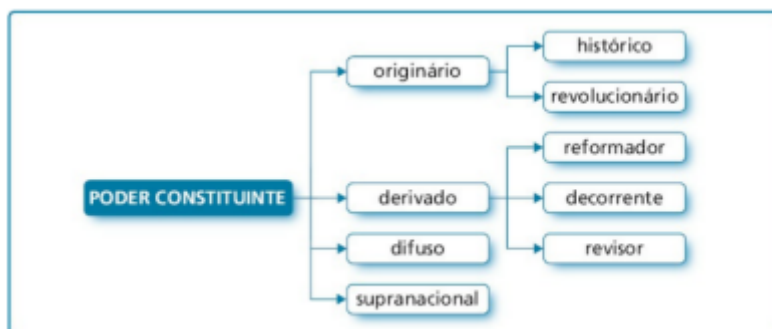 histórico
originário
revolucionário
reformador
PODER CONSTITUINTE
derivado
decorrente
difuso
revisor
supranacional